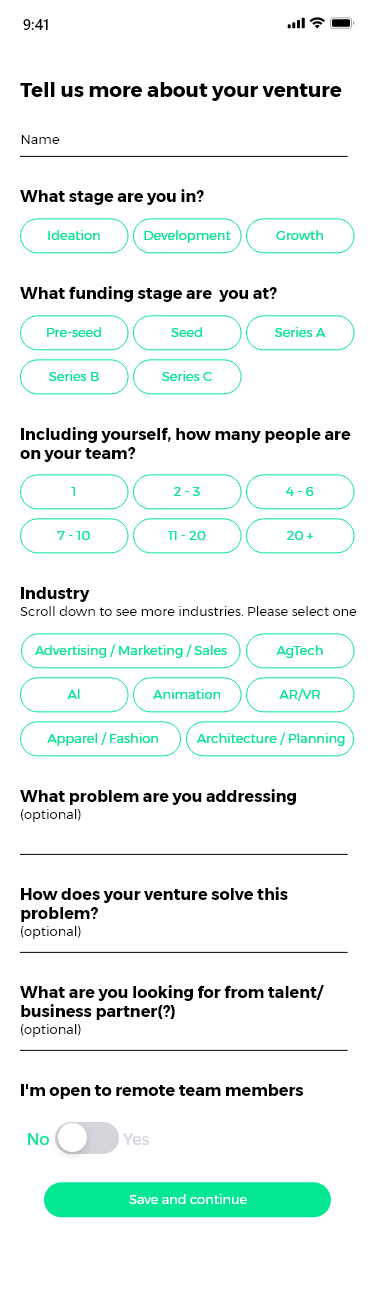 9:41
Tell us more about your venture
Name
What stage are you in?
Ideation Development Growth
What funding stage are  you at?
Pre-seed Seed Series A
Series B Series C
Including yourself, how many people are
on your team?
1 2 - 3 4 - 6
7 - 10 11 - 20 20 +
Industry
Scroll down to see more industries. Please select one
Advertising / Marketing / Sales AgTech
AI Animation AR/VR
Apparel / Fashion Architecture / Planning
What problem are you addressing
(optional)
How does your venture solve this
problem?
(optional)
What are you looking for from talent/
business partner(?)
(optional)
I'm open to remote team members
No Yes
Save and continue